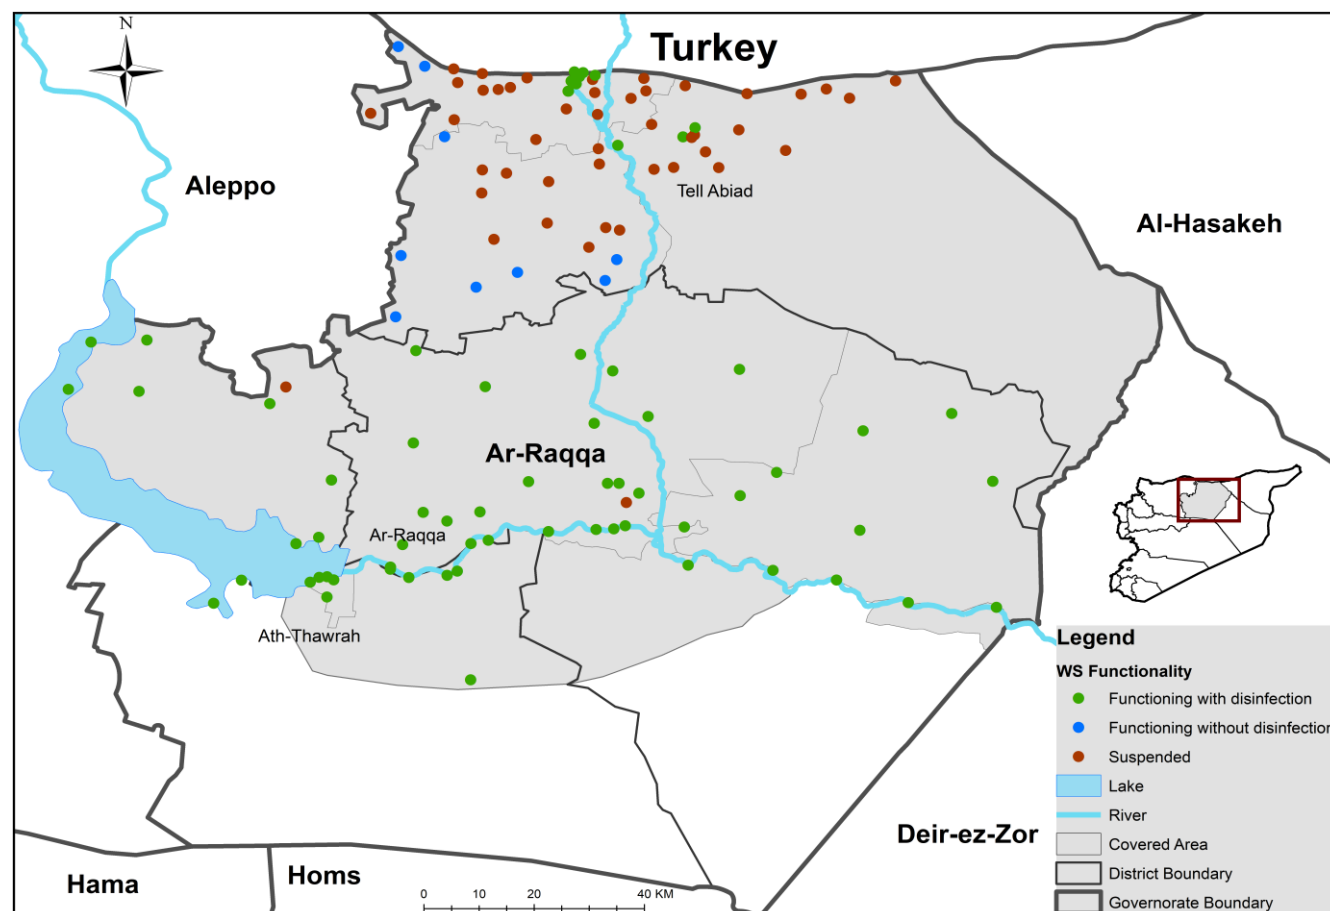 N
Turkey
Aleppo
Tell Abiad
Al-Hasakeh
Ar-Raqqa
Ar-Raqqa
Ath-Thawrah
Deir-ez-Zor
Hama
Homs
0 10 20 40 KM
Legend
WS Functionality
Functioning with disinfection
Functioning without disinfection
Suspended
Lake
River
Covered Area
District Boundary
Governorate Boundary